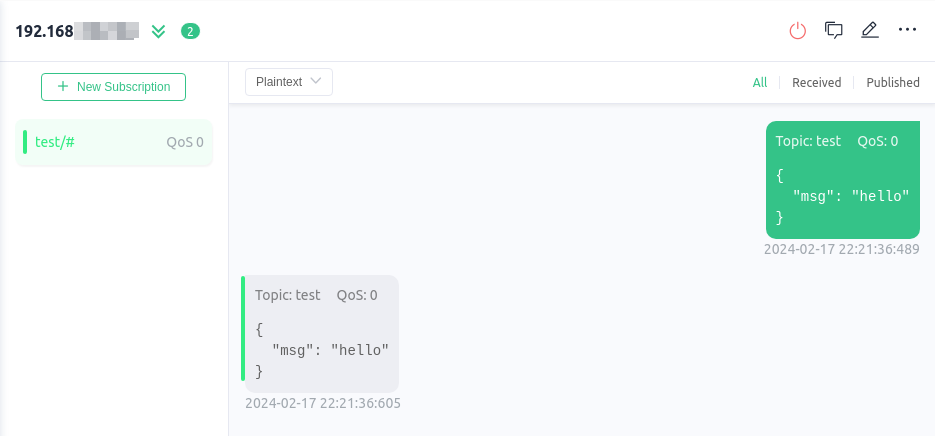 192.168
2
New Subscription
Plaintext
All
Received
Published
test/#
QoS 0
Topic: test QoS: 0
{
"msg": "hello"
}
2024-02-17 22:21:36:489
Topic: test QoS: 0
{
"msg": "hello"
}
2024-02-17 22:21:36:605